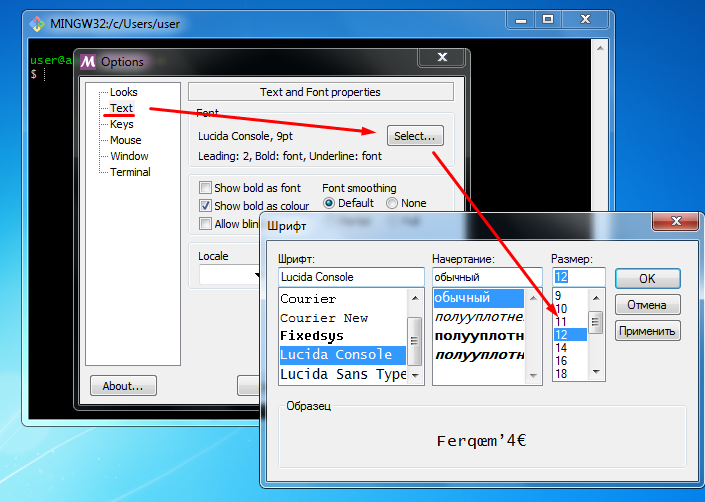 MINGW32:/c/Users/user
user@a
$
Options
Looks
Text
Keys
Mouse
Window
Terminal
Text and Font properties
Font
Lucida Console, 9pt
Select...
Leading: 2, Bold: font, Underline: font
Show bold as font
Show bold as colour
Allow blin
Font smoothing
Default
None
Locale
About...
Шрифт
Шрифт:
Начертание:
Размер:
Lucida Console
обычный
12
Courier
Courier New
Fixedsys
Lucida Console
Lucida Sans Type
обычный
полууплотнен
полууплотн
полууплотн
9
10
11
12
14
16
18
OK
Отмена
Применить
Образец
Ferqœm’4€